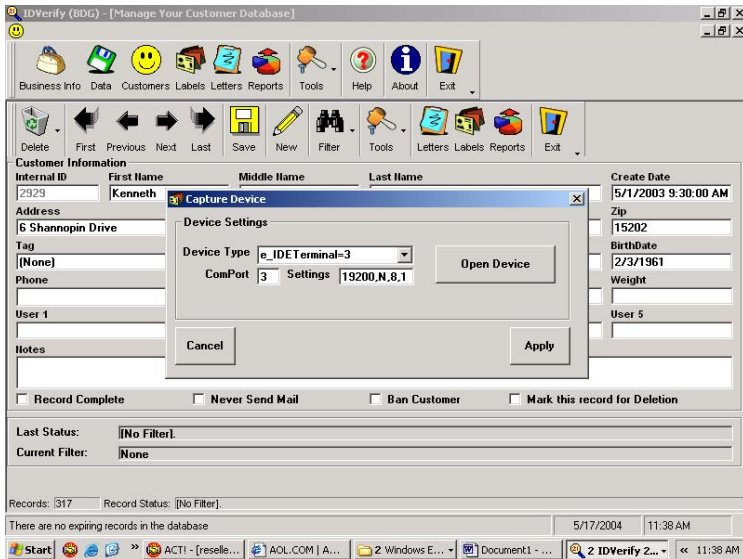 IDVerify (BDG) - [Manage Your Customer Database]
Business Info Data Customers Labels Letters Reports Tools Help About Exit
Delete First Previous Next Last Save New Filter Tools Letters Labels Reports Exit
Customer Information
Internal ID First Name Middle Name Last Name Create Date
2929 Kenneth 5/1/2003 9:30:00 AM
Capture Device
Address Zip
6 Shannopin Drive 15202
Device Settings
Tag BirthDate
(None) 2/3/1961
Device Type e_IDETerminal=3 Open Device
ComPort 3 Settings 19200,N,8,1
Phone Weight
User 1 User 5
Notes
Cancel Apply
Record Complete Never Send Mail Ban Customer Mark this record for Deletion
Last Status: [No Filter].
Current Filter: None
Records: 317 Record Status: [No Filter].
There are no expiring records in the database 5/17/2004 11:38 AM
Start » ACT! - [reselle... AOL.COM | A... 2 Windows E... Document1 - ... 2 IDVerify 2... « 11:38 AM